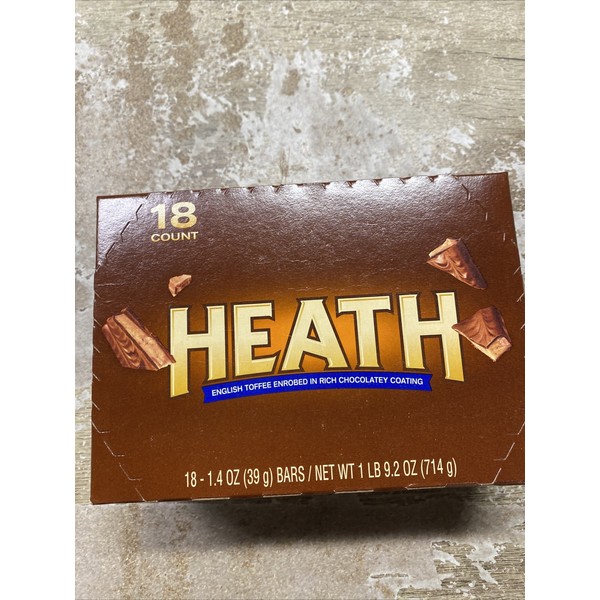 18
COUNT
HEATH
ENGLISH TOFFEE ENROBED IN RICH CHOCOLATEY COATING
18 - 1.4 OZ (39 g) BARS / NET WT 1 LB 9.2 OZ (714 g)